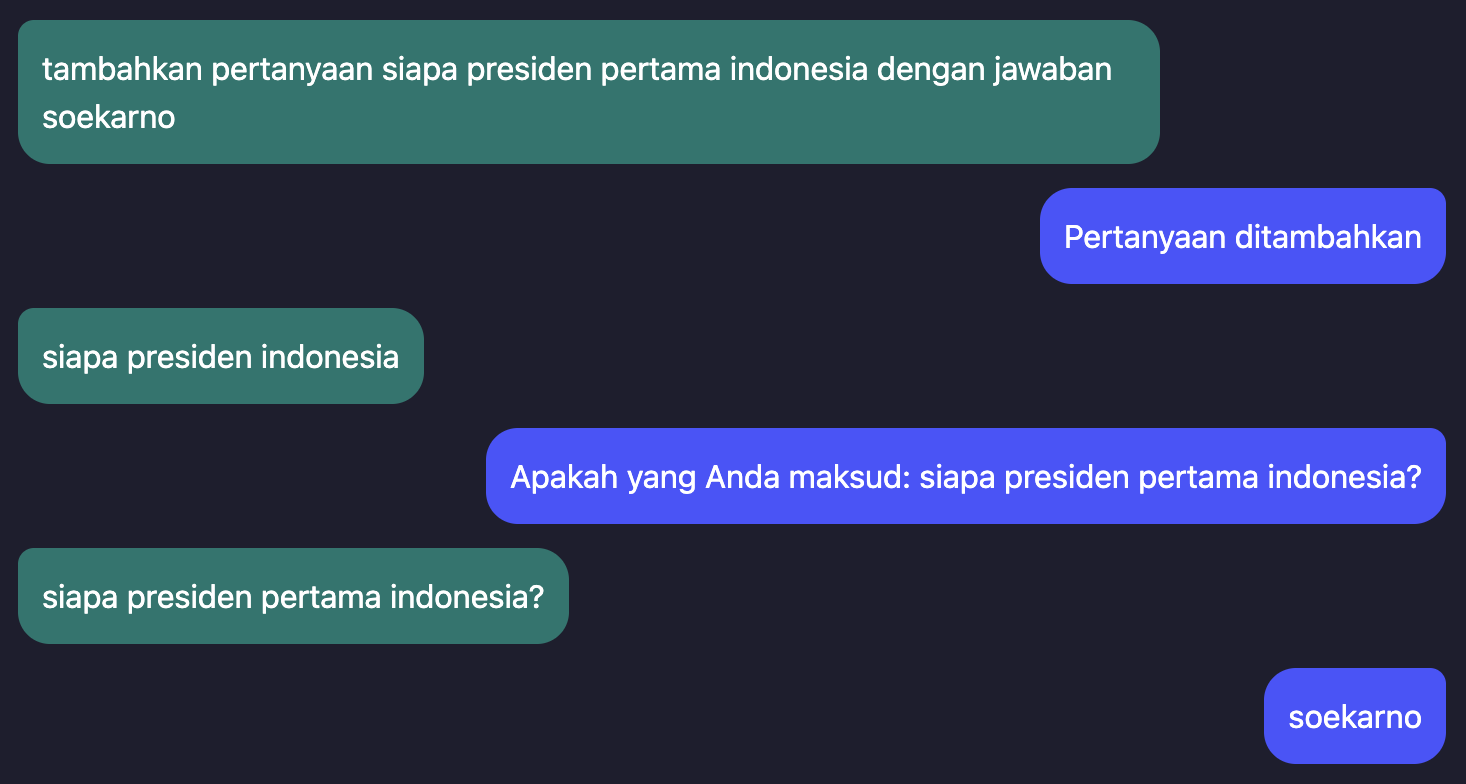 tambahkan pertanyaan siapa presiden pertama indonesia dengan jawaban
soekarno
Pertanyaan ditambahkan
siapa presiden indonesia
Apakah yang Anda maksud: siapa presiden pertama indonesia?
siapa presiden pertama indonesia?
soekarno